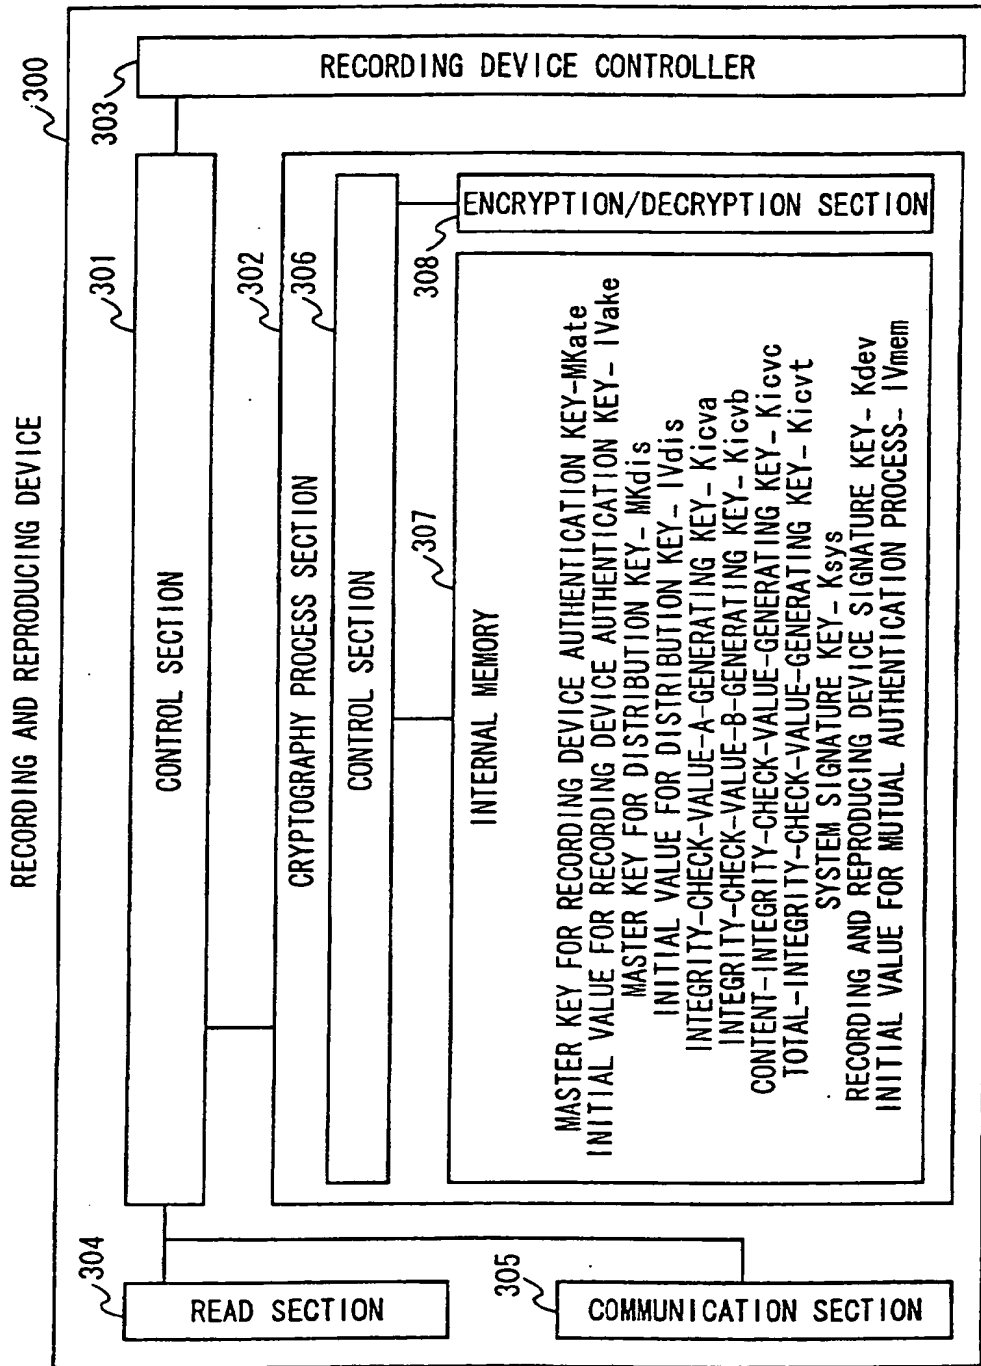 RECORDING AND REPRODUCING DEVICE
300
301
CONTROL SECTION
303
RECORDING DEVICE CONTROLLER
304
READ SECTION
305
COMMUNICATION SECTION
302
CRYPTOGRAPHY PROCESS SECTION
306
CONTROL SECTION
307
INTERNAL MEMORY
MASTER KEY FOR RECORDING DEVICE AUTHENTICATION KEY-MKate
INITIAL VALUE FOR RECORDING DEVICE AUTHENTICATION KEY- IVake
MASTER KEY FOR DISTRIBUTION KEY- MKdis
INITIAL VALUE FOR DISTRIBUTION KEY- IVdis
INTEGRITY-CHECK-VALUE-A-GENERATING KEY- Kicva
INTEGRITY-CHECK-VALUE-B-GENERATING KEY- Kicvb
CONTENT-INTEGRITY-CHECK-VALUE-GENERATING KEY- Kicvc
TOTAL-INTEGRITY-CHECK-VALUE-GENERATING KEY- Kicvt
SYSTEM SIGNATURE KEY- Ksys
RECORDING AND REPRODUCING DEVICE SIGNATURE KEY- Kdev
INITIAL VALUE FOR MUTUAL AUTHENTICATION PROCESS- IVmem
308
ENCRYPTION/DECRYPTION SECTION